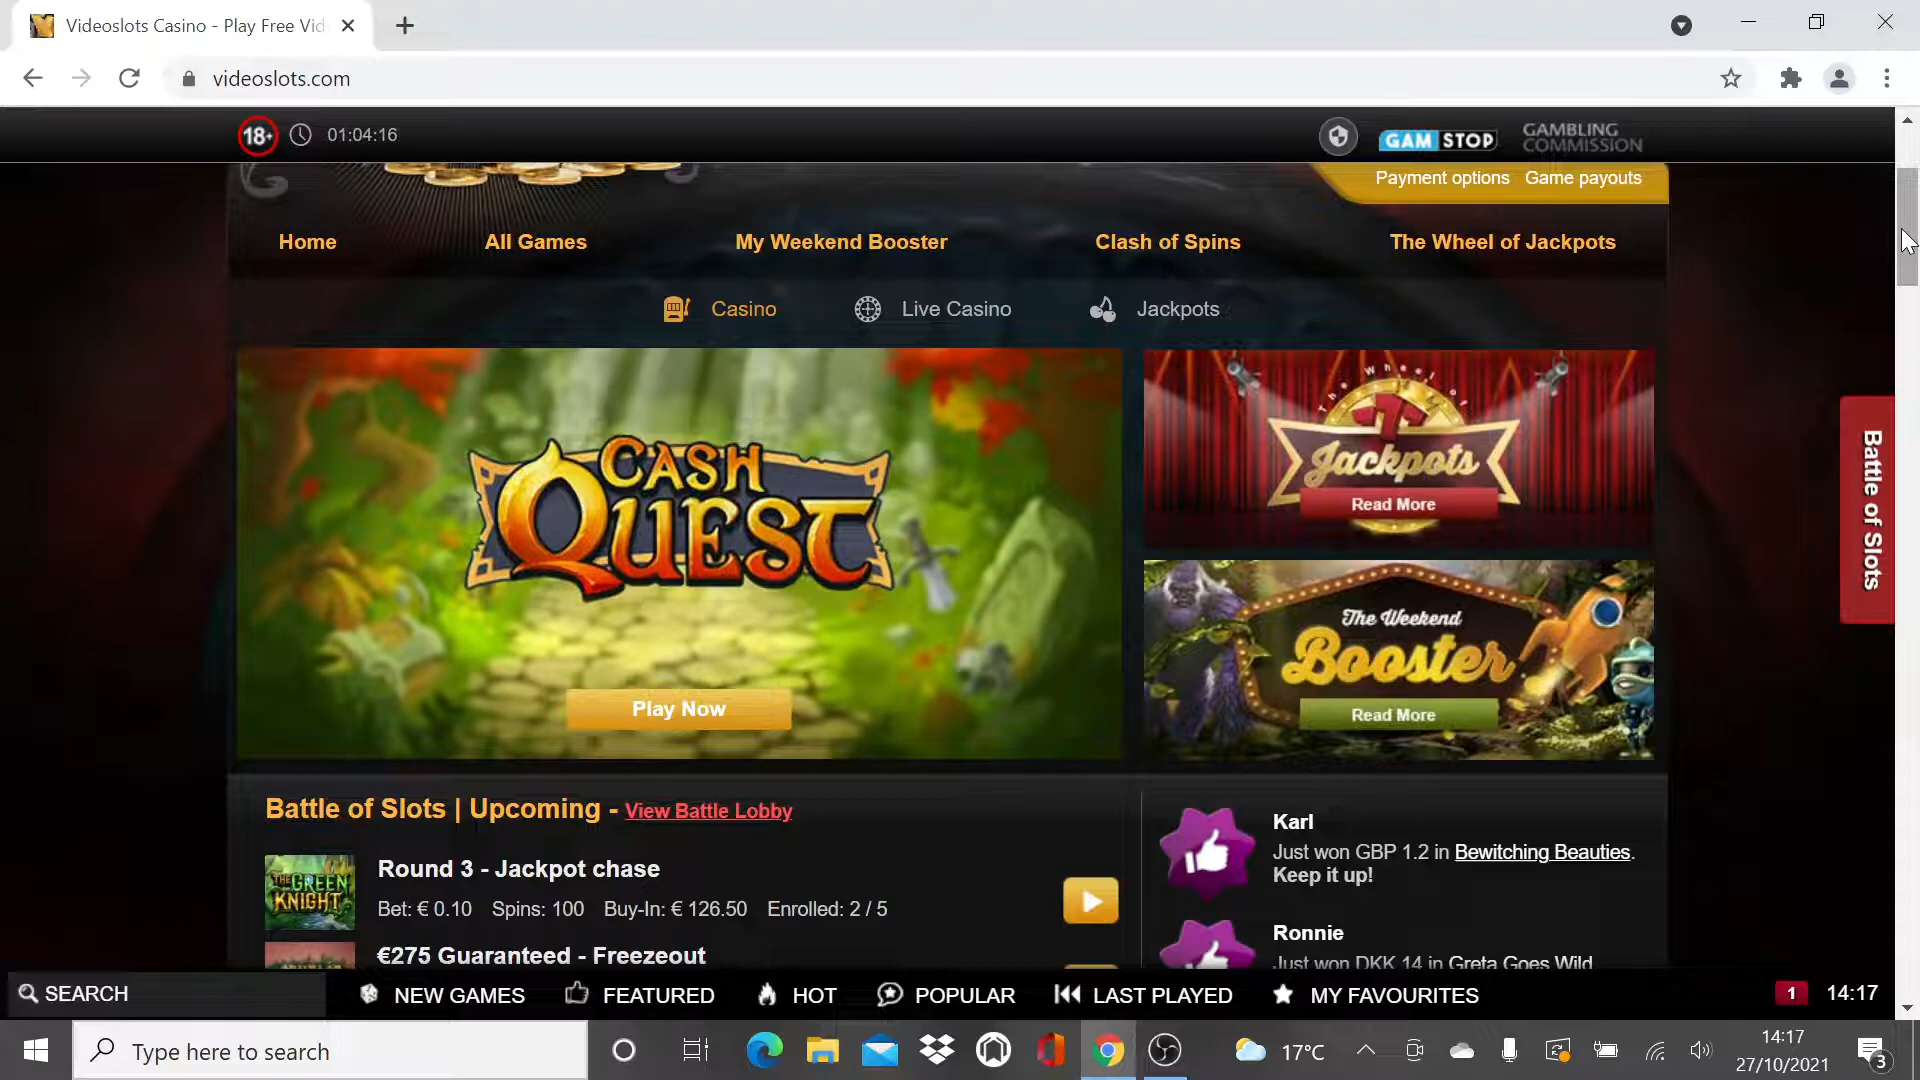 Videoslots Casino - Play Free Vid
videoslots.com
18+
01:04:16
GAMSTOP
GAMBLING
COMMISSION
Payment options
Game payouts
Home
All Games
My Weekend Booster
Clash of Spins
The Wheel of Jackpots
Casino
Live Casino
Jackpots
CASH
QUEST
Play Now
The Wheel of
Jackpots
Read More
The Weekend
Booster
Read More
Battle of Slots
Battle of Slots | Upcoming - View Battle Lobby
THE GREEN
KNIGHT
Round 3 - Jackpot chase
Bet: € 0.10 Spins: 100 Buy-In: € 126.50 Enrolled: 2 / 5
€275 Guaranteed - Freezeout
Karl
Just won GBP 1.2 in Bewitching Beauties.
Keep it up!
Ronnie
Just won DKK 14 in Greta Goes Wild
SEARCH
NEW GAMES
FEATURED
HOT
POPULAR
LAST PLAYED
MY FAVOURITES
1
14:17
Type here to search
17°C
14:17
27/10/2021
3